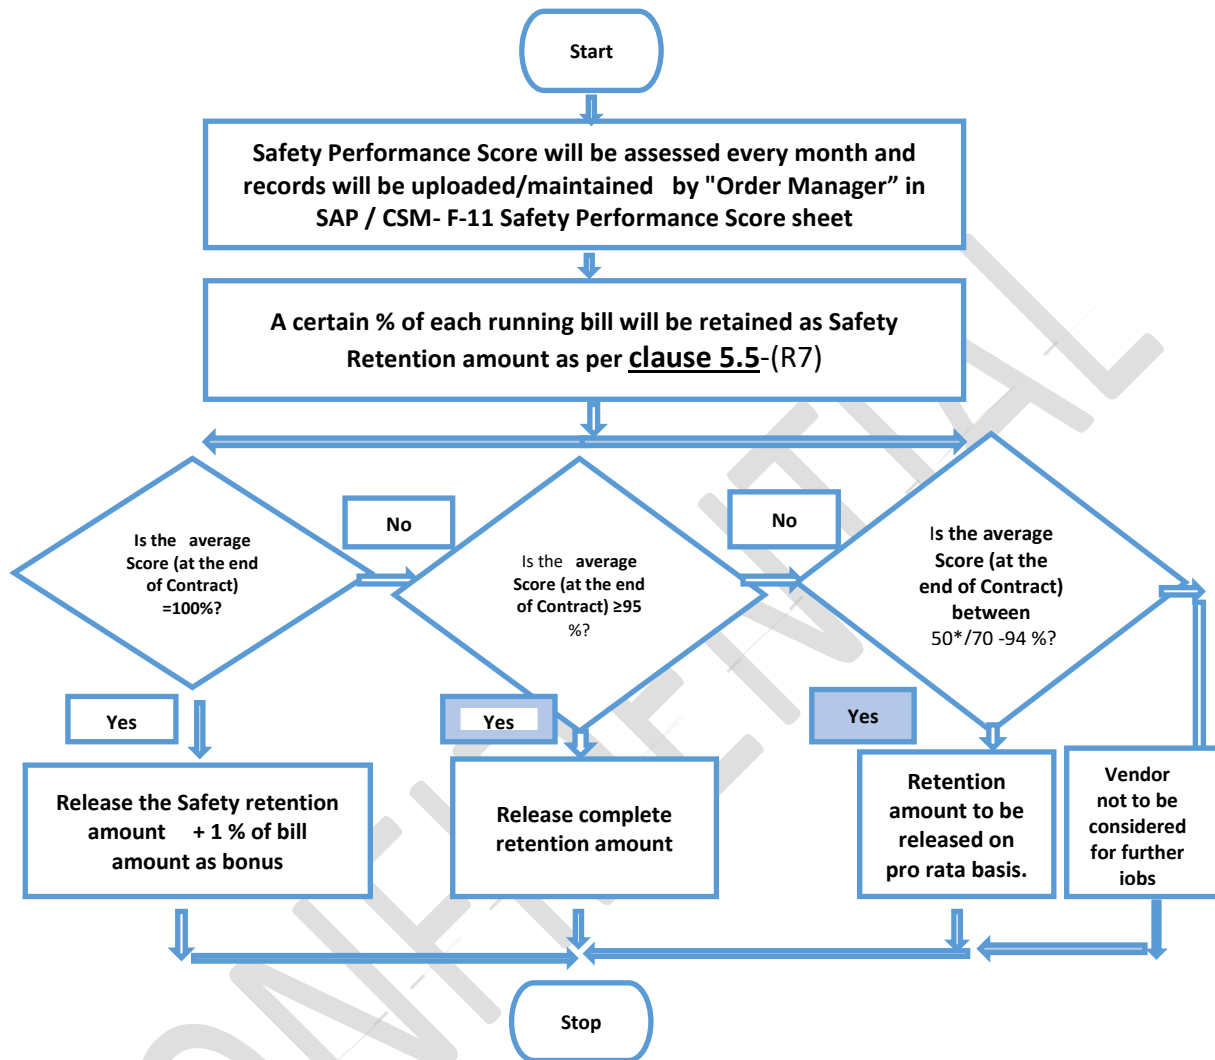 Start
Safety Performance Score will be assessed every month and
records will be uploaded/maintained by "Order Manager” in
SAP / CSM- F-11 Safety Performance Score sheet
A certain % of each running bill will be retained as Safety
Retention amount as per clause 5.5-(R7)
Is the average
Score (at the end
of Contract)
=100%?
No
Is the average
Score (at the end
of Contract) ≥95
%?
No
Is the average
Score (at the
end of Contract)
between
50*/70 -94 %?
Yes
Yes
Yes
Release the Safety retention
amount + 1 % of bill
amount as bonus
Release complete
retention amount
Retention
amount to be
released on
pro rata basis.
Vendor
not to be
considered
for further
iobs
Stop
CONFIDENTIAL